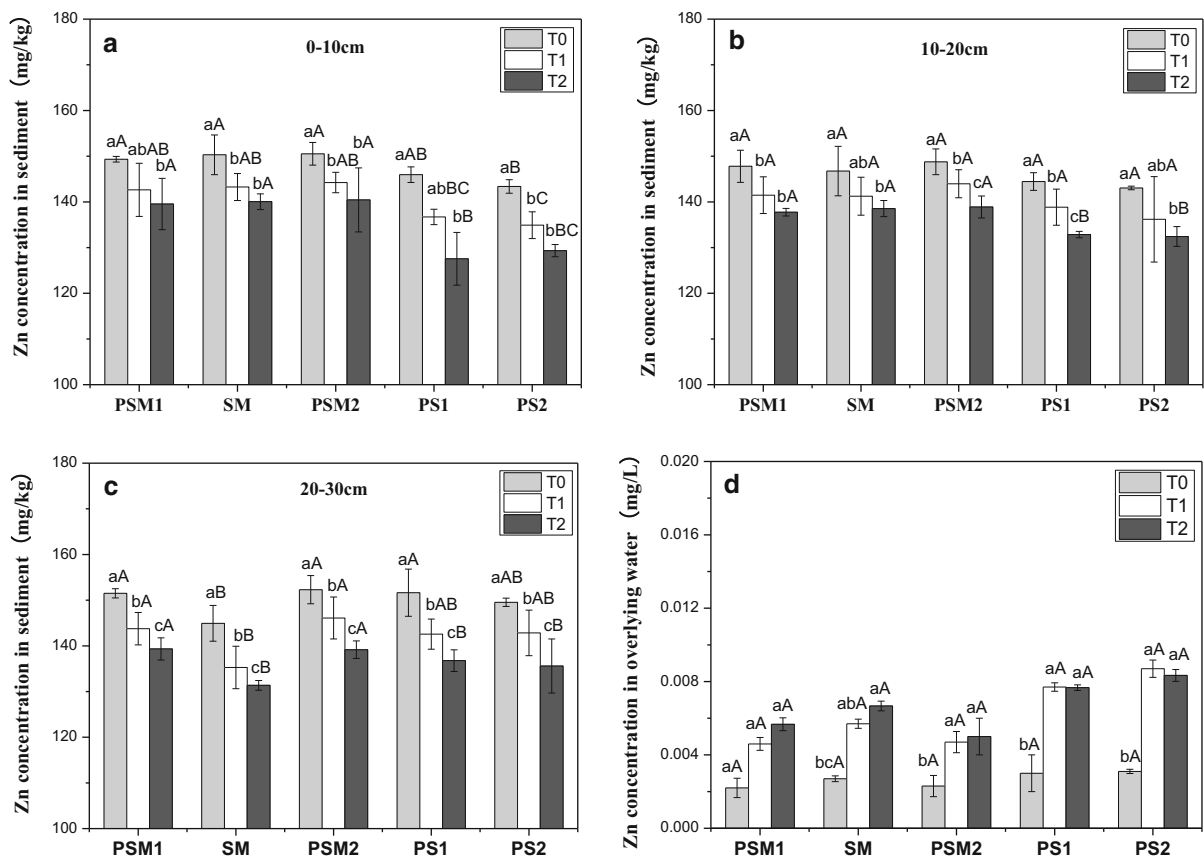 a
0-10cm
T0
T1
T2
Zn concentration in sediment (mg/kg)
180
160
140
120
100
aA abAB bA
aA bAB bA
aA bAB bA
aAB abBC bB
aB bC bBC
PSM1 SM PSM2 PS1 PS2
b
10-20cm
T0
T1
T2
Zn concentration in sediment (mg/kg)
180
160
140
120
100
aA bA bA
aA abA bA
aA bA cA
aA bA cB
aA abA bB
PSM1 SM PSM2 PS1 PS2
c
20-30cm
T0
T1
T2
Zn concentration in sediment (mg/kg)
180
160
140
120
100
aA bA cA
aB bB cB
aA bA cA
aA bAB cB
aAB bAB cB
PSM1 SM PSM2 PS1 PS2
d
T0
T1
T2
Zn concentration in overlying water (mg/L)
0.020
0.016
0.012
0.008
0.004
0.000
aA aA aA
bcA abA aA
bA aA aA
bA aA aA
bA aA aA
PSM1 SM PSM2 PS1 PS2